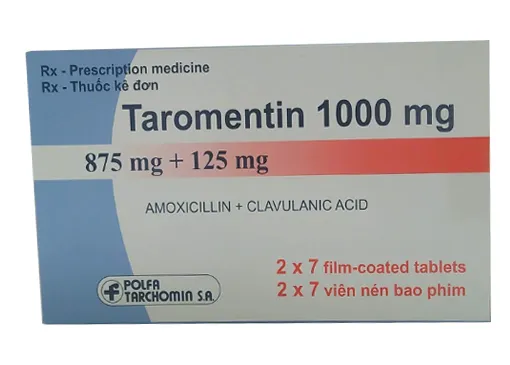 Rx - Prescription medicine
Rx - Thuốc kê đơn
Taromentin 1000 mg
875 mg + 125 mg
AMOXICILLIN + CLAVULANIC ACID
2 x 7 film-coated tablets
2 x 7 viên nén bao phim
POLFA
TARCHOMIN S.A.